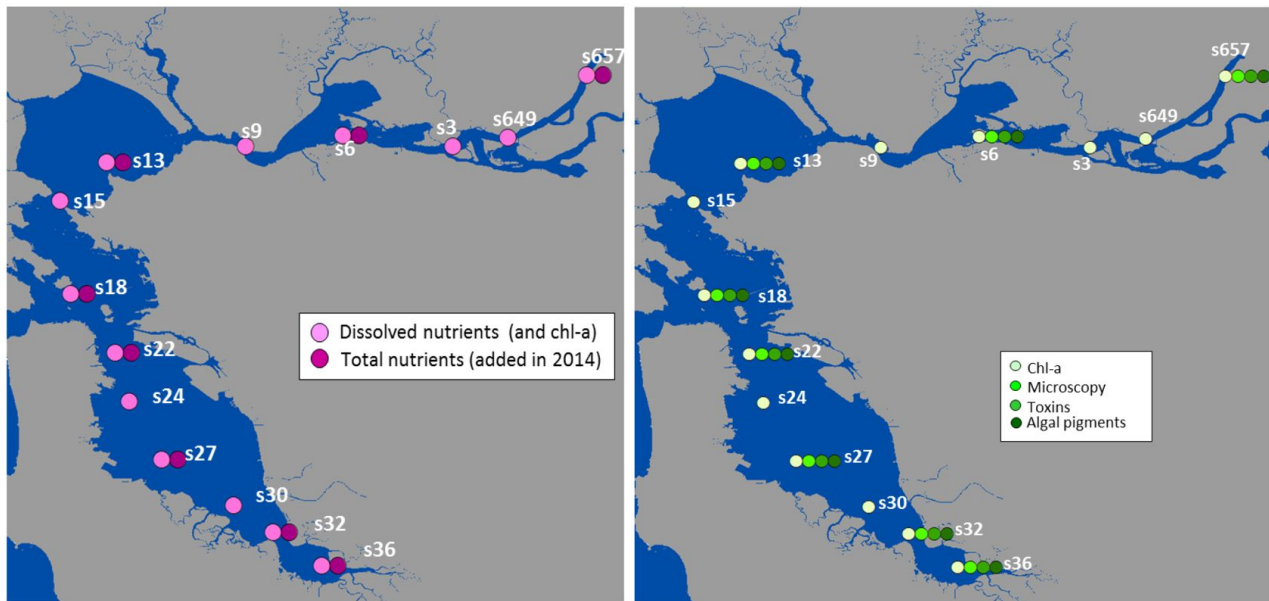 s657
s649
s3
s9
s6
s13
s15
s18
Dissolved nutrients (and chl-a)
Total nutrients (added in 2014)
s22
s24
s27
s30
s32
s36
s657
s649
s3
s9
s6
s13
s15
s18
s22
Chl-a
Microscopy
Toxins
Algal pigments
s24
s27
s30
s32
s36